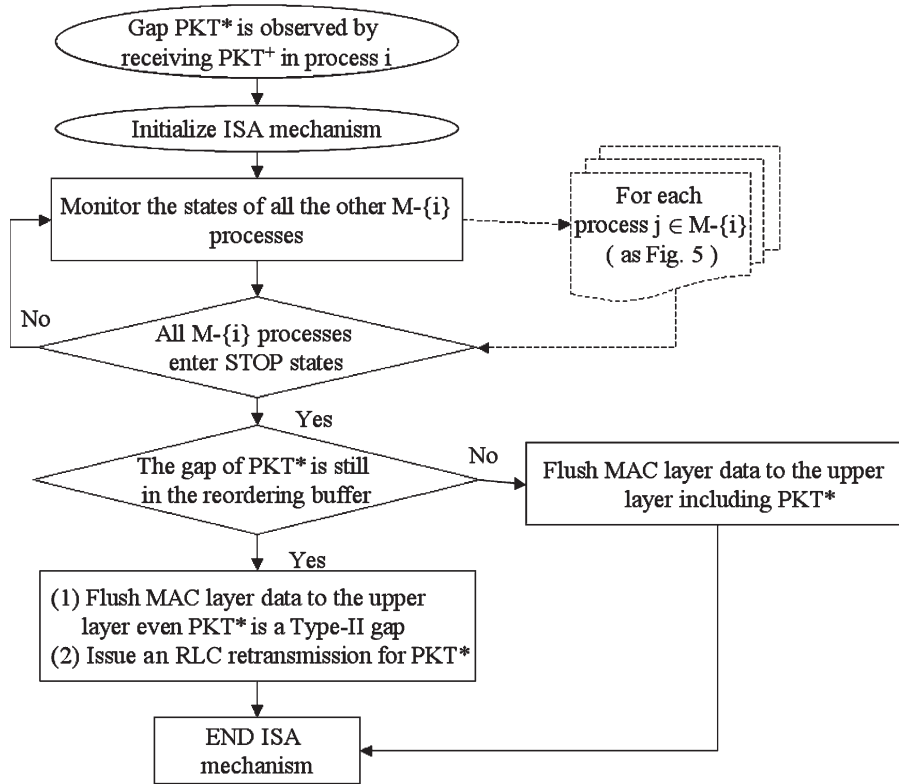 Gap PKT* is observed by
receiving PKT+ in process i
Initialize ISA mechanism
Monitor the states of all the other M-{i}
processes
For each
process j ∈ M-{i}
( as Fig. 5 )
No
All M-{i} processes
enter STOP states
Yes
The gap of PKT* is still
in the reordering buffer
No
Flush MAC layer data to the upper
layer including PKT*
Yes
(1) Flush MAC layer data to the upper
layer even PKT* is a Type-II gap
(2) Issue an RLC retransmission for PKT*
END ISA
mechanism